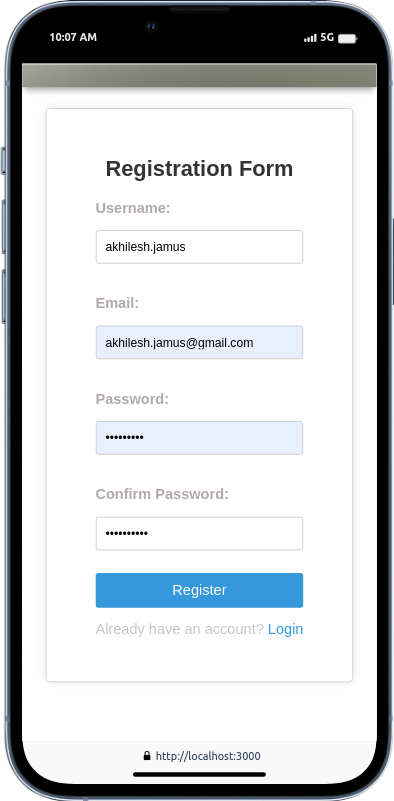 10:07 AM
5G
Registration Form
Username:
akhilesh.jamus
Email:
akhilesh.jamus@gmail.com
Password:
•••••••••
Confirm Password:
••••••••••
Register
Already have an account? Login
http://localhost:3000